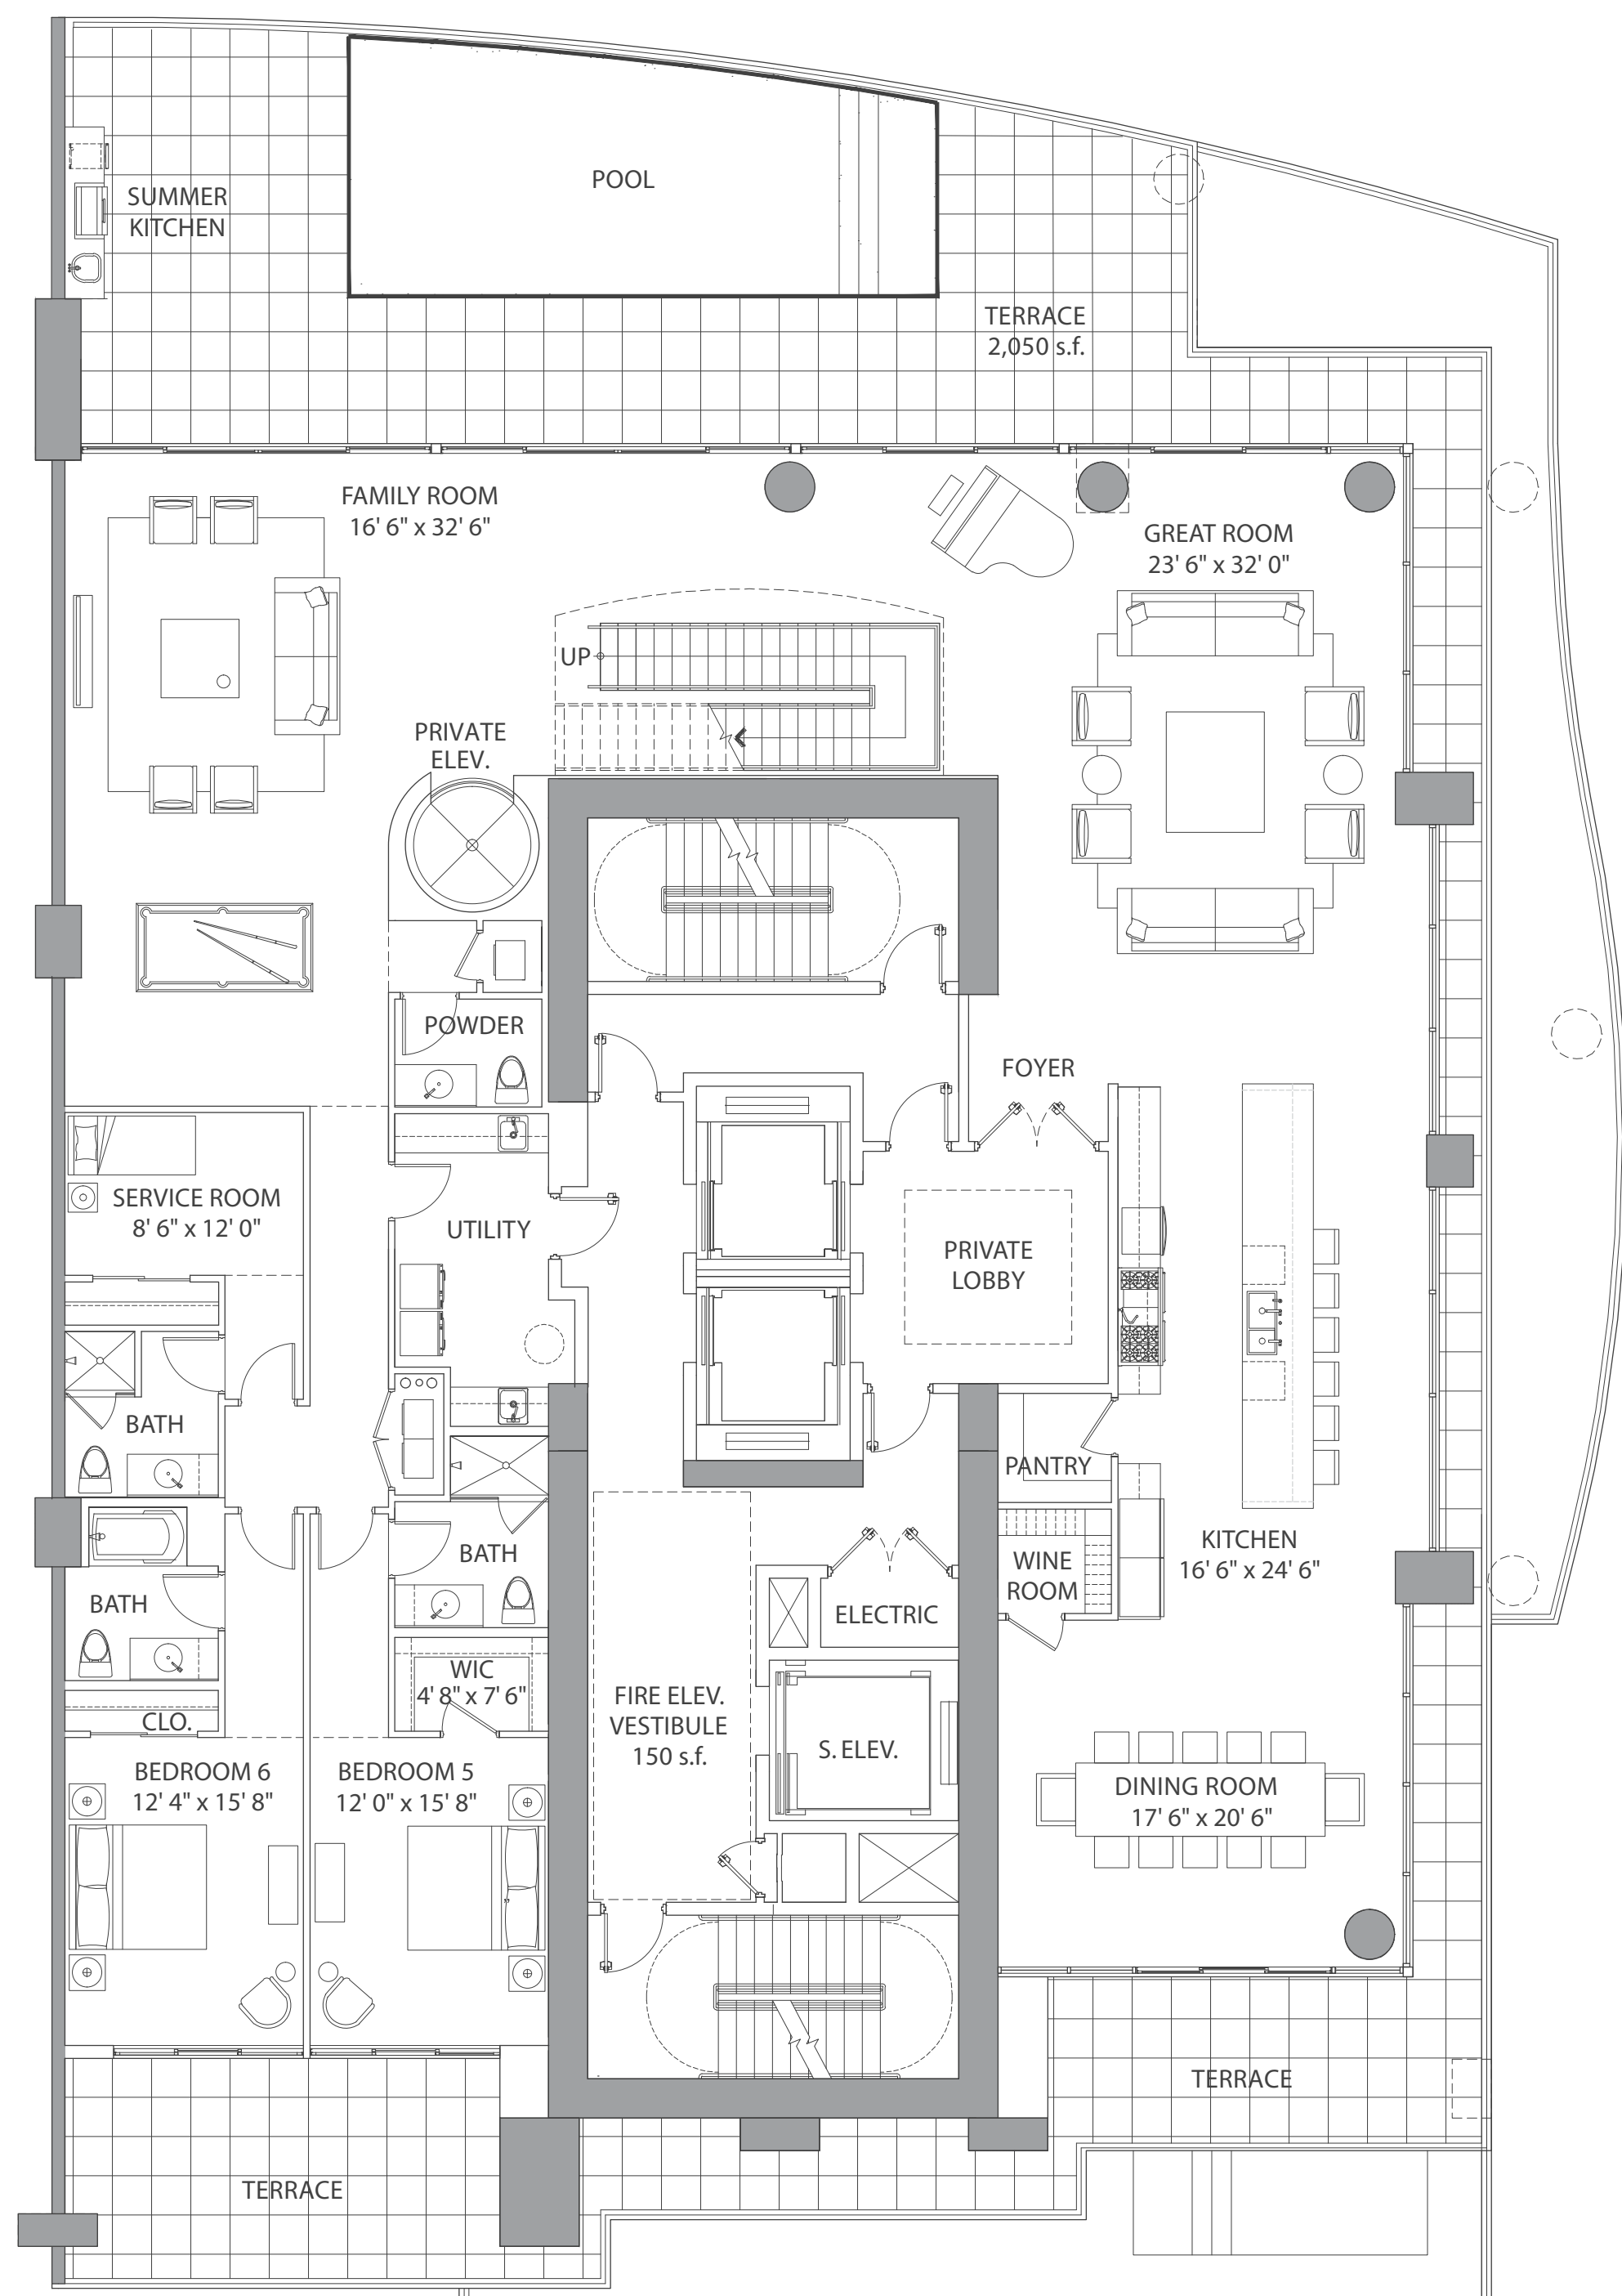 POOL
SUMMER
KITCHEN
TERRACE
2,050 s.f.
FAMILY ROOM
16' 6" x 32' 6"
GREAT ROOM
23' 6" x 32' 0"
UP
PRIVATE
ELEV.
POWDER
FOYER
SERVICE ROOM
8' 6" x 12' 0"
UTILITY
PRIVATE
LOBBY
BATH
PANTRY
KITCHEN
16' 6" x 24' 6"
WINE
ROOM
BATH
BATH
ELECTRIC
WIC
4' 8" x 7' 6"
CLO.
FIRE ELEV.
VESTIBULE
150 s.f.
S. ELEV.
BEDROOM 6
12' 4" x 15' 8"
BEDROOM 5
12' 0" x 15' 8"
DINING ROOM
17' 6" x 20' 6"
TERRACE
TERRACE